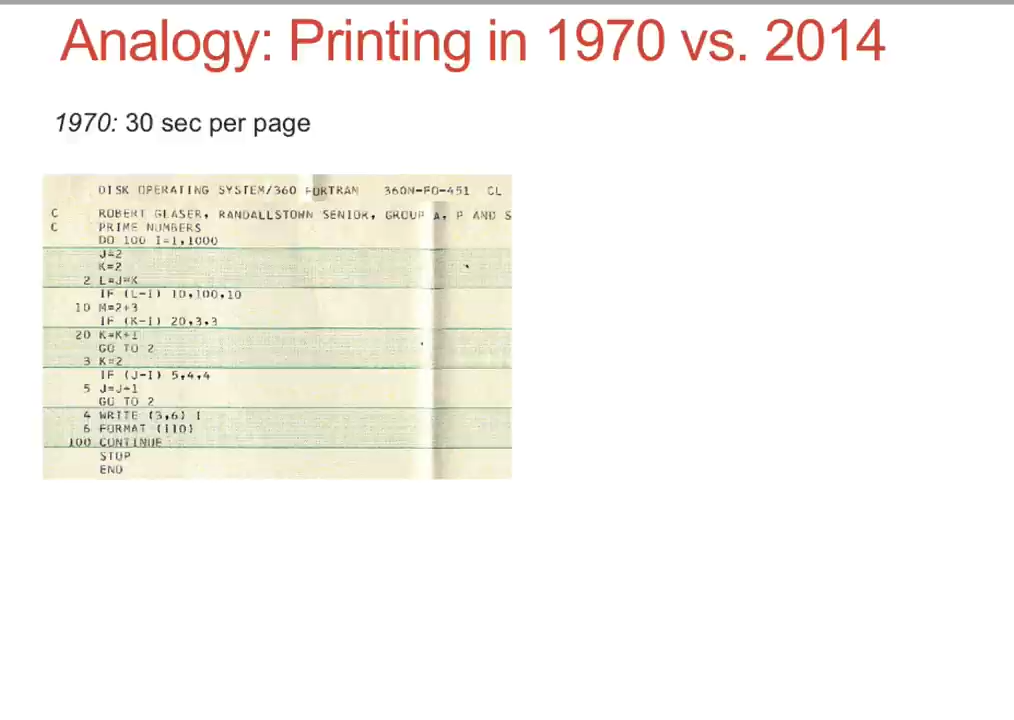 Analogy: Printing in 1970 vs. 2014
1970: 30 sec per page
DISK OPERATING SYSTEM/360 FORTRAN 360N-FO-451 CL
C ROBERT GLASER, RANDALLSTOWN SENIOR, GROUP A, P AND S
C PRIME NUMBERS
DO 100 I=1,1000
J=2
K=2
2 L=J*K
IF (L-I) 10,100,10
10 M=2+3
IF (K-I) 20,3,3
20 K=K+1
GO TO 2
3 K=2
IF (J-I) 5,4,4
5 J=J+1
GO TO 2
4 WRITE (3,6) I
6 FORMAT (I10)
100 CONTINUE
STOP
END